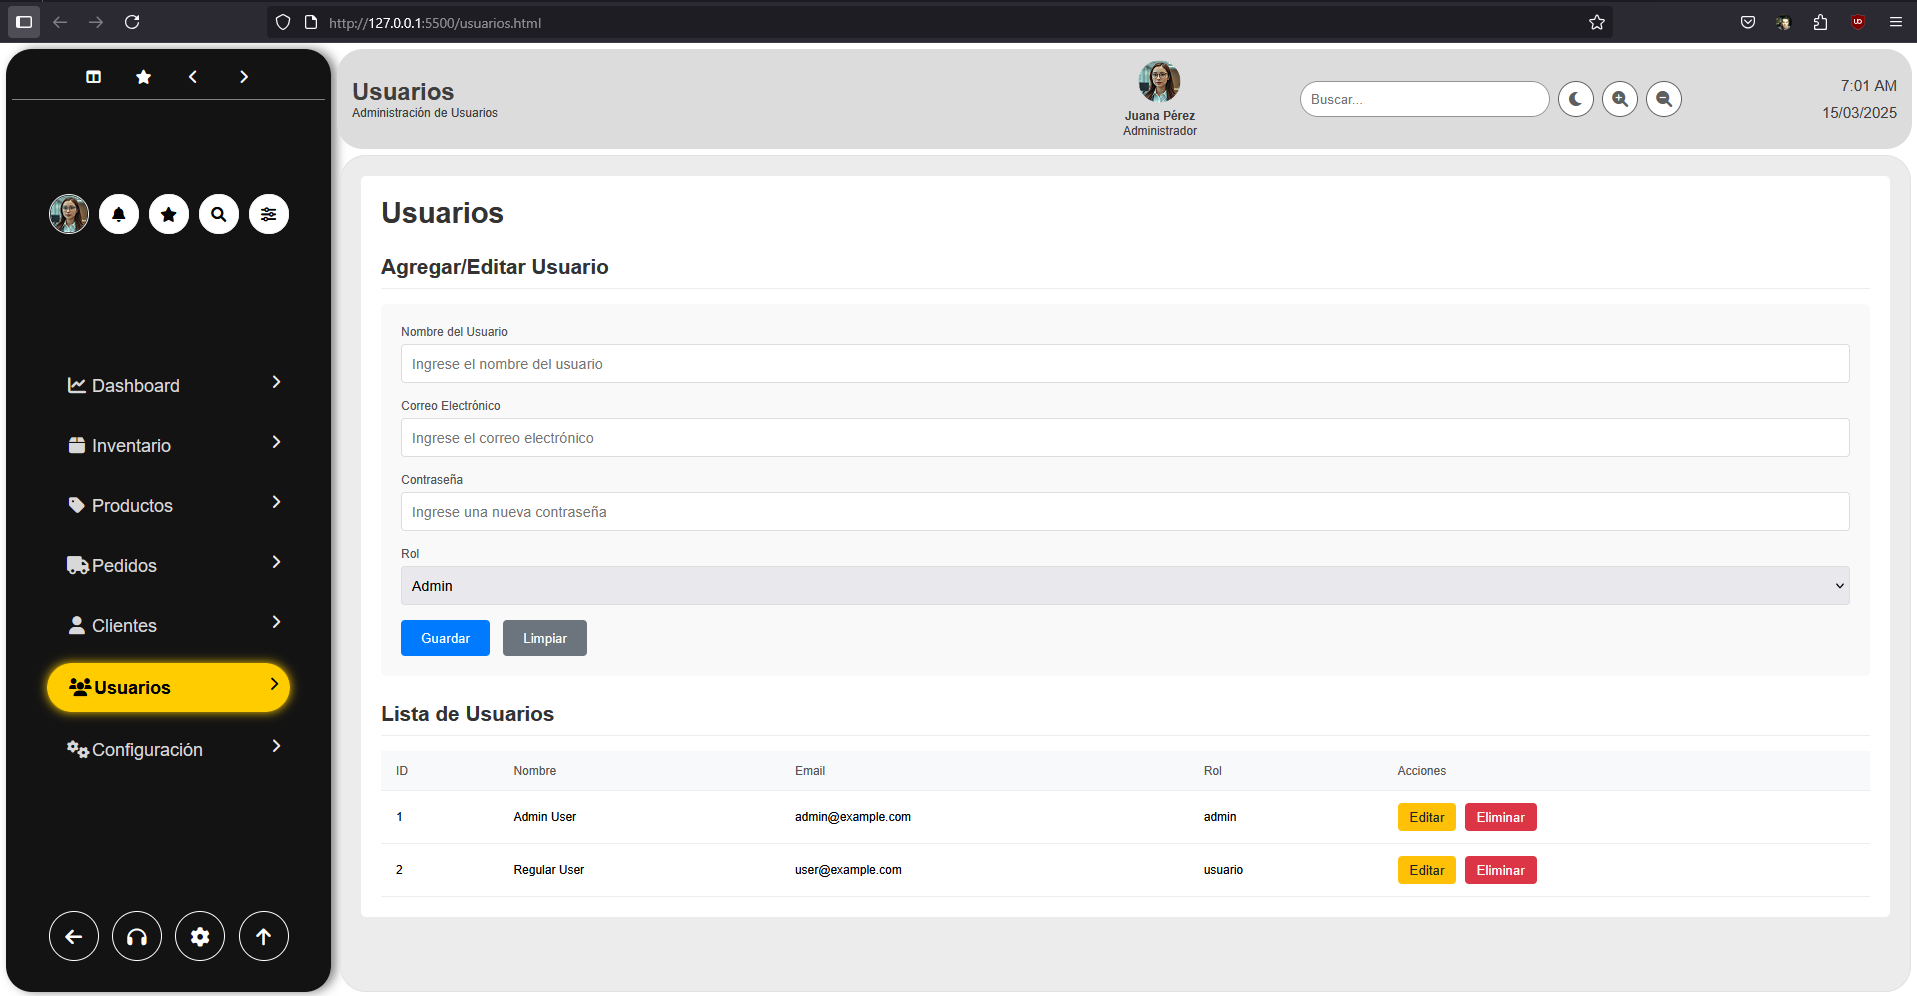 http://127.0.0.1:5500/usuarios.html
Usuarios
Administración de Usuarios
Juana Pérez
Administrador
Buscar...
7:01 AM
15/03/2025
Dashboard
Inventario
Productos
Pedidos
Clientes
Usuarios
Configuración
Usuarios
Agregar/Editar Usuario
Nombre del Usuario
Ingrese el nombre del usuario
Correo Electrónico
Ingrese el correo electrónico
Contraseña
Ingrese una nueva contraseña
Rol
Admin
Guardar Limpiar
Lista de Usuarios
ID Nombre Email Rol Acciones
1 Admin User admin@example.com admin Editar Eliminar
2 Regular User user@example.com usuario Editar Eliminar